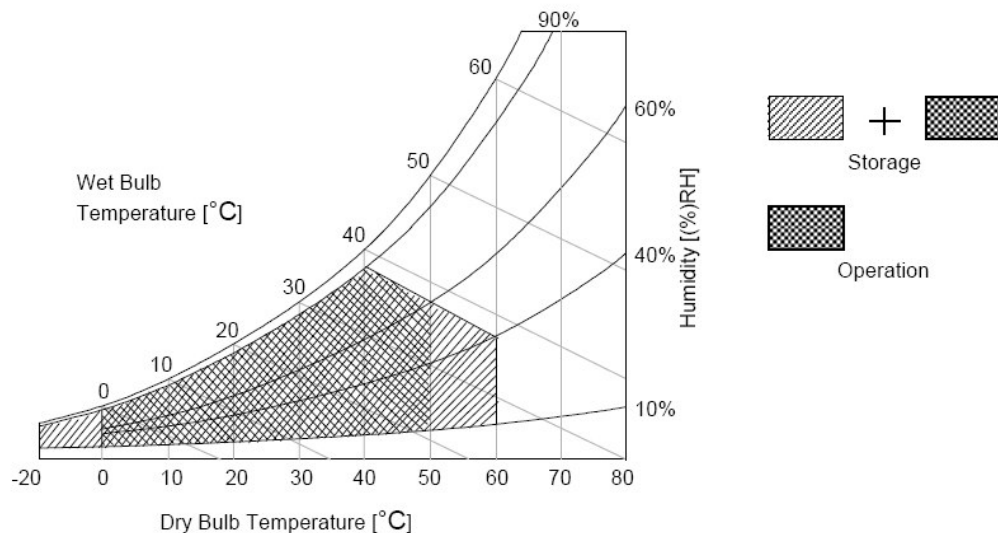 90%
60
60%
50
Storage
Wet Bulb
Temperature [°C]
Humidity [(%)RH]
40
40%
Operation
30
20
10
0
10%
-20 0 10 20 30 40 50 60 70 80
Dry Bulb Temperature [°C]